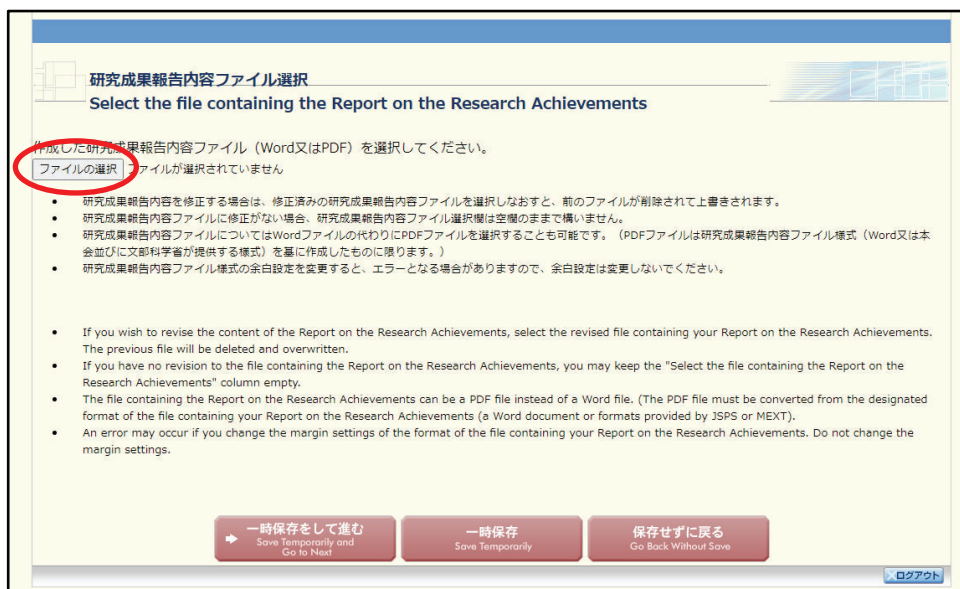 研究成果報告内容ファイル選択
Select the file containing the Report on the Research Achievements
作成した研究成果報告内容ファイル（Word又はPDF）を選択してください。
ファイルの選択 ファイルが選択されていません
• 研究成果報告内容を修正する場合は、修正済みの研究成果報告内容ファイルを選択しなおすと、前のファイルが削除されて上書きされます。
• 研究成果報告内容ファイルに修正がない場合、研究成果報告内容ファイル選択欄は空欄のままで構いません。
• 研究成果報告内容ファイルについてはWordファイルの代わりにPDFファイルを選択することも可能です。（PDFファイルは研究成果報告内容ファイル様式（Word又は本
会並びに文部科学省が提供する様式）を基に作成したものに限ります。）
• 研究成果報告内容ファイル様式の余白設定を変更すると、エラーとなる場合がありますので、余白設定は変更しないでください。
• If you wish to revise the content of the Report on the Research Achievements, select the revised file containing your Report on the Research Achievements.
The previous file will be deleted and overwritten.
• If you have no revision to the file containing the Report on the Research Achievements, you may keep the "Select the file containing the Report on the
Research Achievements" column empty.
• The file containing the Report on the Research Achievements can be a PDF file instead of a Word file. (The PDF file must be converted from the designated
format of the file containing your Report on the Research Achievements (a Word document or formats provided by JSPS or MEXT).
• An error may occur if you change the margin settings of the format of the file containing your Report on the Research Achievements. Do not change the
margin settings.
一時保存をして進む
Save Temporarily and
Go to Next
一時保存
Save Temporarily
保存せずに戻る
Go Back Without Save
ログアウト